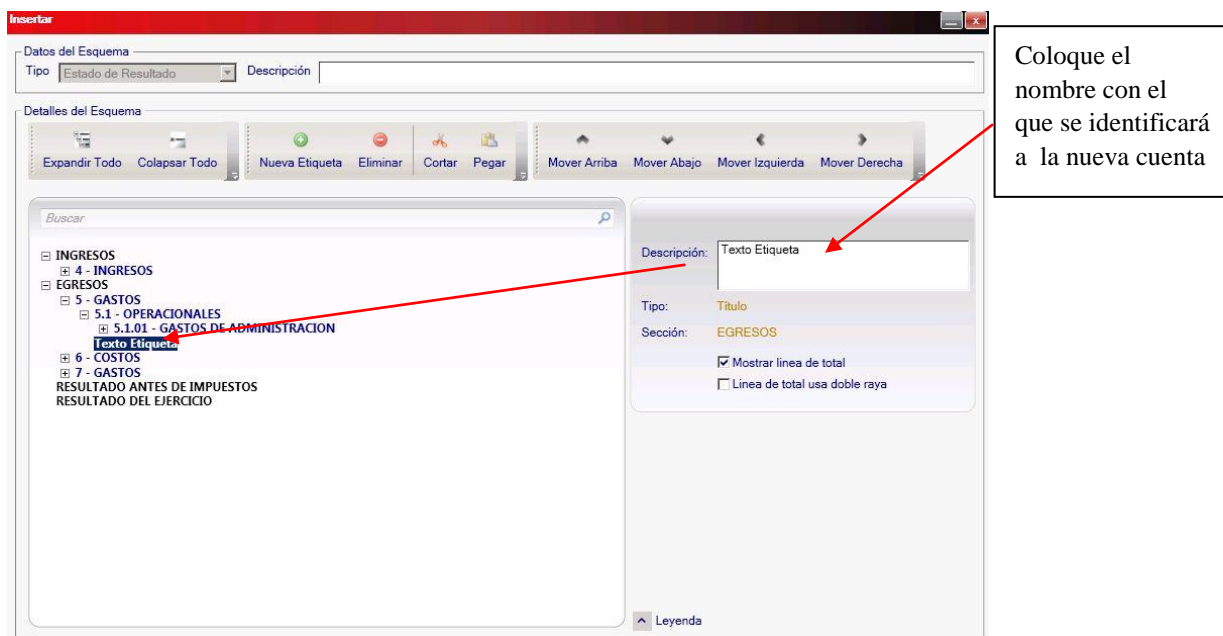 Insertar
Datos del Esquema
Tipo Estado de Resultado Descripción
Detalles del Esquema
Expandir Todo Colapsar Todo Nueva Etiqueta Eliminar Cortar Pegar Mover Arriba Mover Abajo Mover Izquierda Mover Derecha
Buscar
INGRESOS
4 - INGRESOS
EGRESOS
5 - GASTOS
5.1 - OPERACIONALES
5.1.01 - GASTOS DE ADMINISTRACION
Texto Etiqueta
6 - COSTOS
7 - GASTOS
RESULTADO ANTES DE IMPUESTOS
RESULTADO DEL EJERCICIO
Descripción: Texto Etiqueta
Tipo: Titulo
Sección: EGRESOS
Mostrar linea de total
Linea de total usa doble raya
Leyenda
Coloque el
nombre con el
que se identificará
a la nueva cuenta